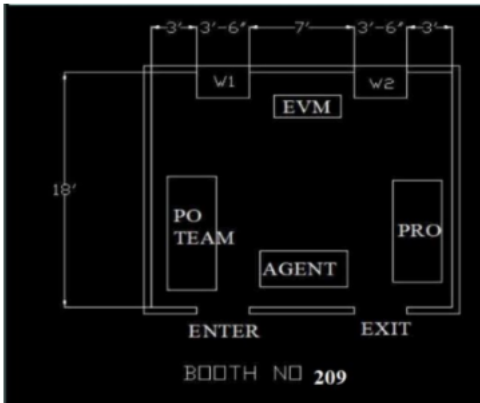 3' 3'-6" 7' 3'-6" 3'
W1 W2
EVM
18'
PO
TEAM
PRO
AGENT
ENTER EXIT
BOOTH NO 209